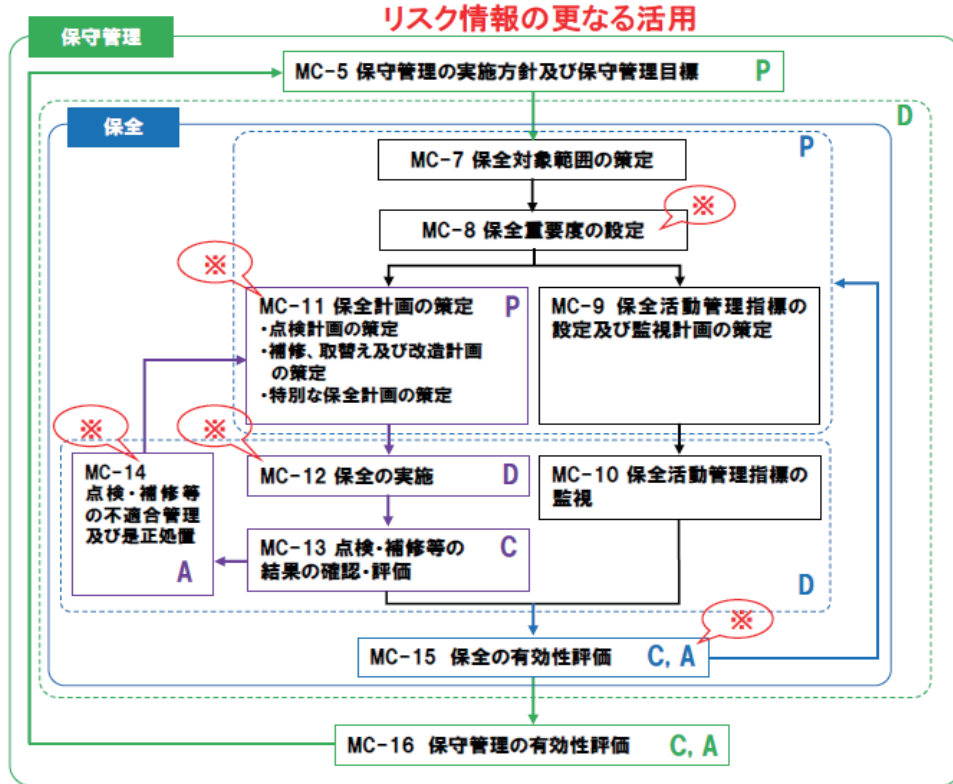 リスク情報の更なる活用
保守管理
MC-5 保守管理の実施方針及び保守管理目標 P
D
保全
P
MC-7 保全対象範囲の策定
※
MC-8 保全重要度の設定
※
MC-11 保全計画の策定 P
・点検計画の策定
・補修、取替え及び改造計画
の策定
・特別な保全計画の策定
MC-9 保全活動管理指標の
設定及び監視計画の策定
※
※
MC-14
点検・補修等
の不適合管理
及び是正処置
A
MC-12 保全の実施 D
MC-10 保全活動管理指標の
監視
MC-13 点検・補修等の C
結果の確認・評価
D
※
MC-15 保全の有効性評価 C, A
MC-16 保守管理の有効性評価 C, A